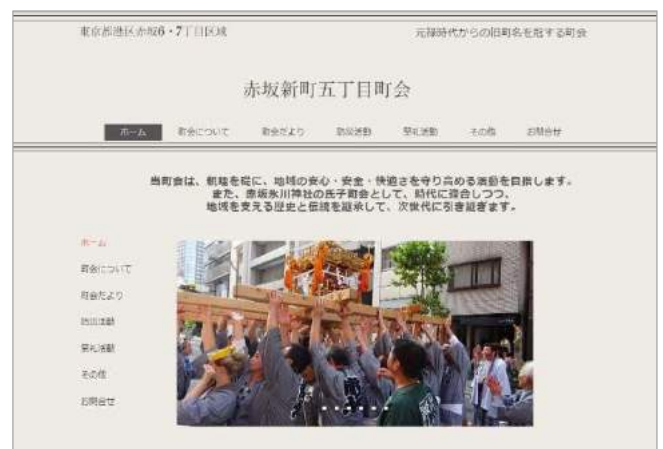 東京都港区赤坂6・7丁目区域
元禄時代からの旧町名を冠する町会
赤坂新町五丁目町会
ホーム 町会について 町会だより 防災活動 祭礼活動 その他 お問合せ
当町会は、親睦を礎に、地域の安心・安全・快適さを守り高める活動を目指します。
また、赤坂氷川神社の氏子町会として、時代に整合しつつ、
地域を支える歴史と伝統を継承して、次世代に引き継ぎます。
ホーム
町会について
町会だより
防災活動
祭礼活動
その他
お問合せ